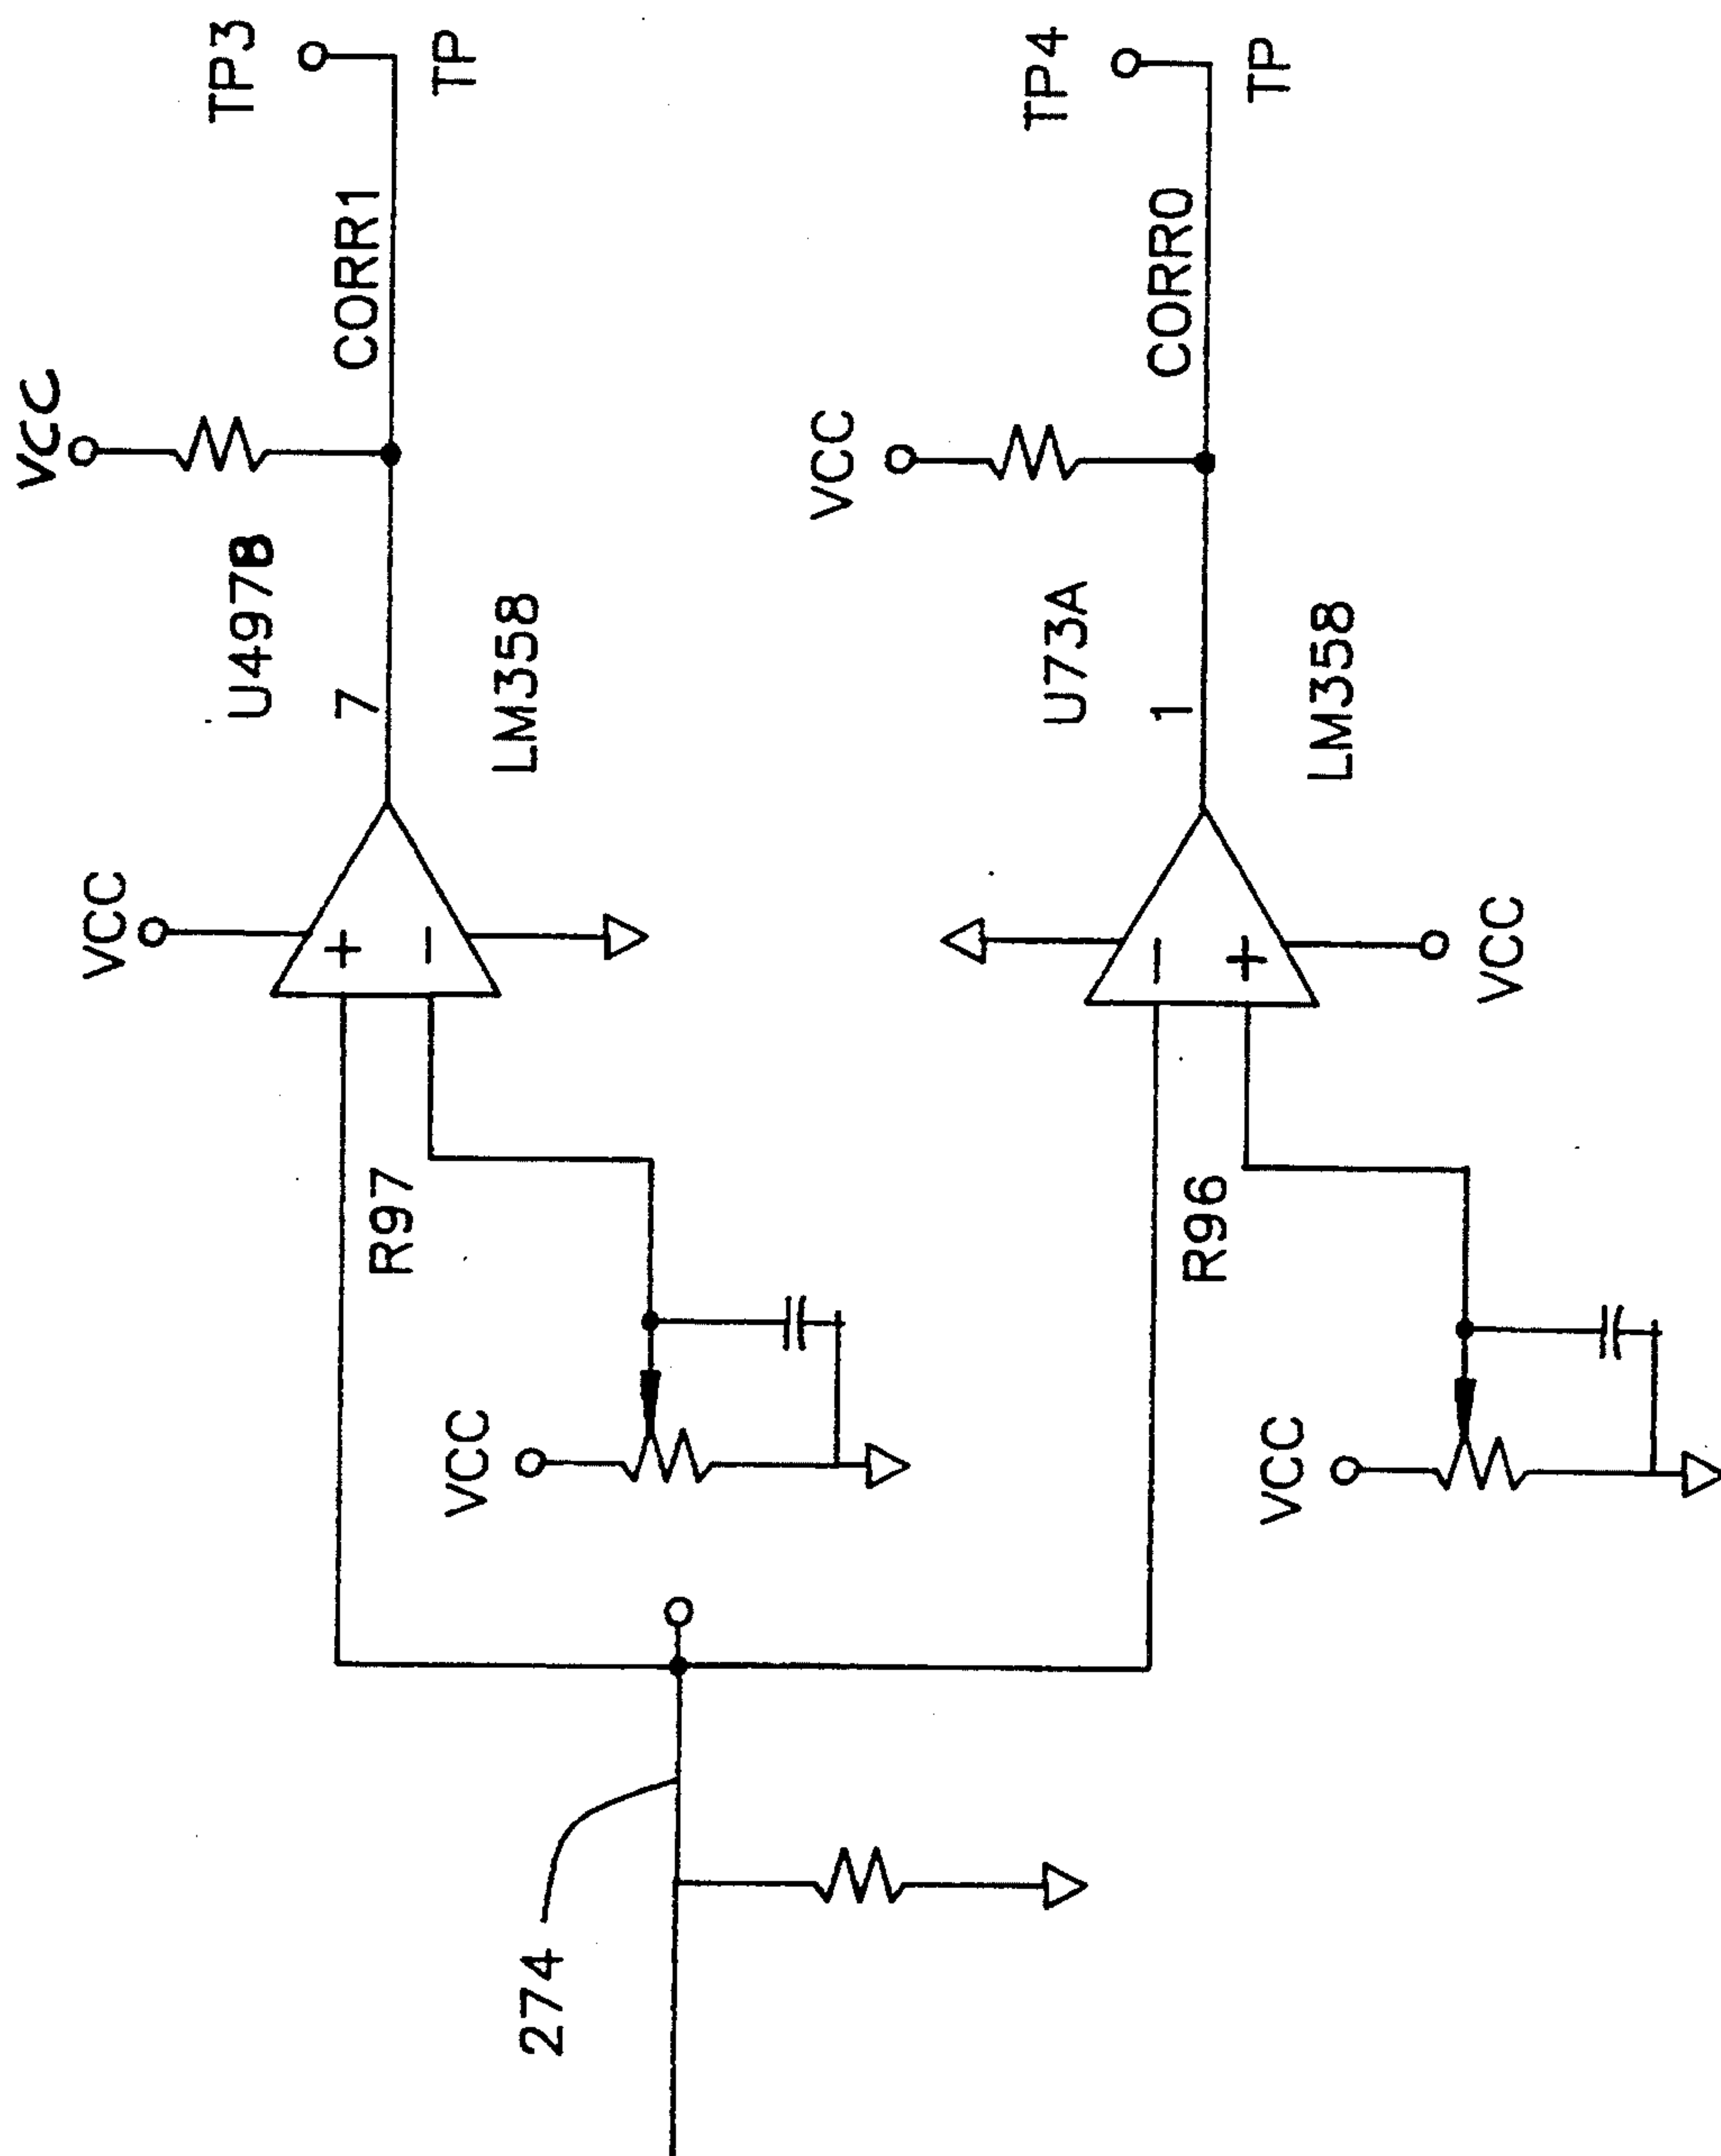 VCC
TP3
TP
CORR1
U497B
7
LM358
VCC
R97
VCC
274
TP4
TP
CORR0
VCC
U73A
1
LM358
VCC
R96
VCC
+
-
-
+